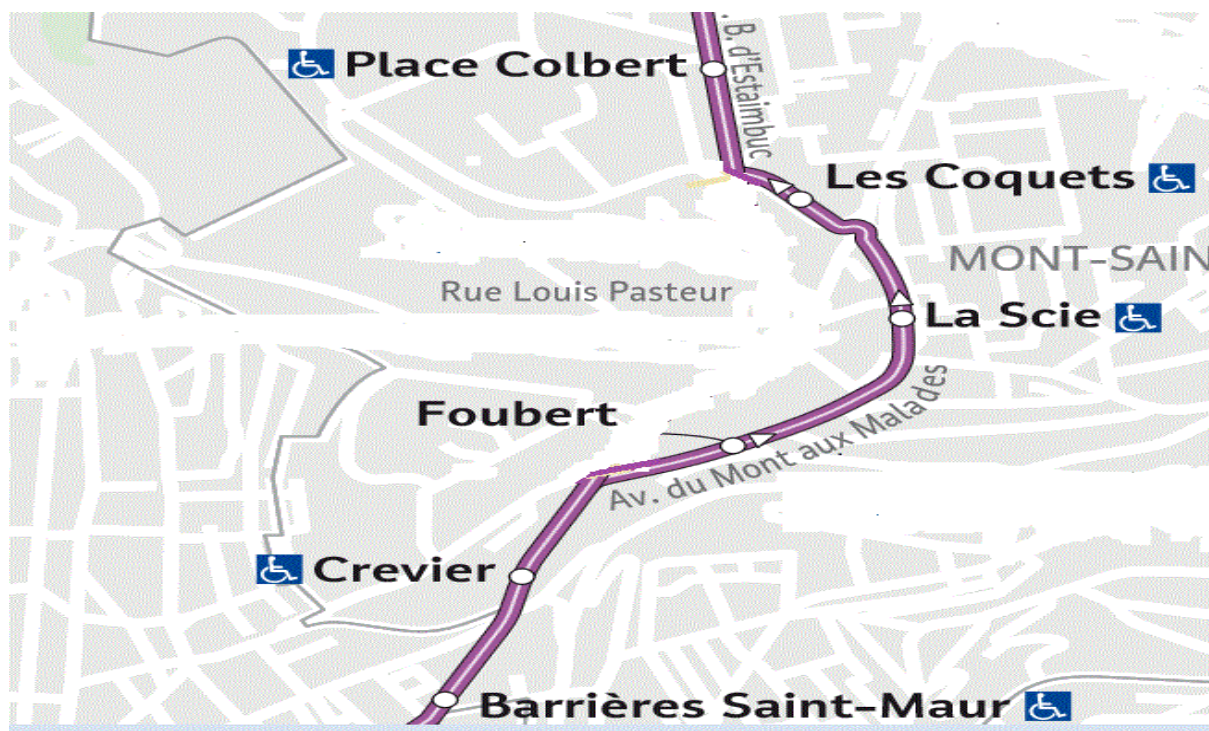 Place Colbert
. B. d'Estaimbuc
Les Coquets
MONT-SAIN
Rue Louis Pasteur
La Scie
Foubert
Av. du Mont aux Malades
Crevier
Barrières Saint-Maur